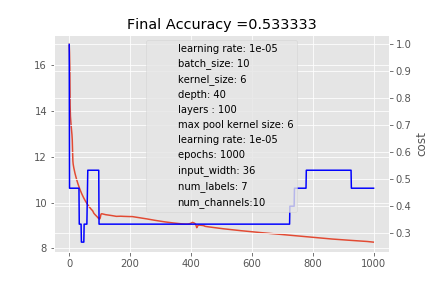 Final Accuracy =0.533333
learning rate: 1e-05
batch_size: 10
kernel_size: 6
depth: 40
layers : 100
max pool kernel size: 6
learning rate: 1e-05
epochs: 1000
input_width: 36
num_labels: 7
num_channels:10
16
14
12
10
8
1.0
0.9
0.8
0.7
0.6
0.5
0.4
0.3
cost
0
200
400
600
800
1000